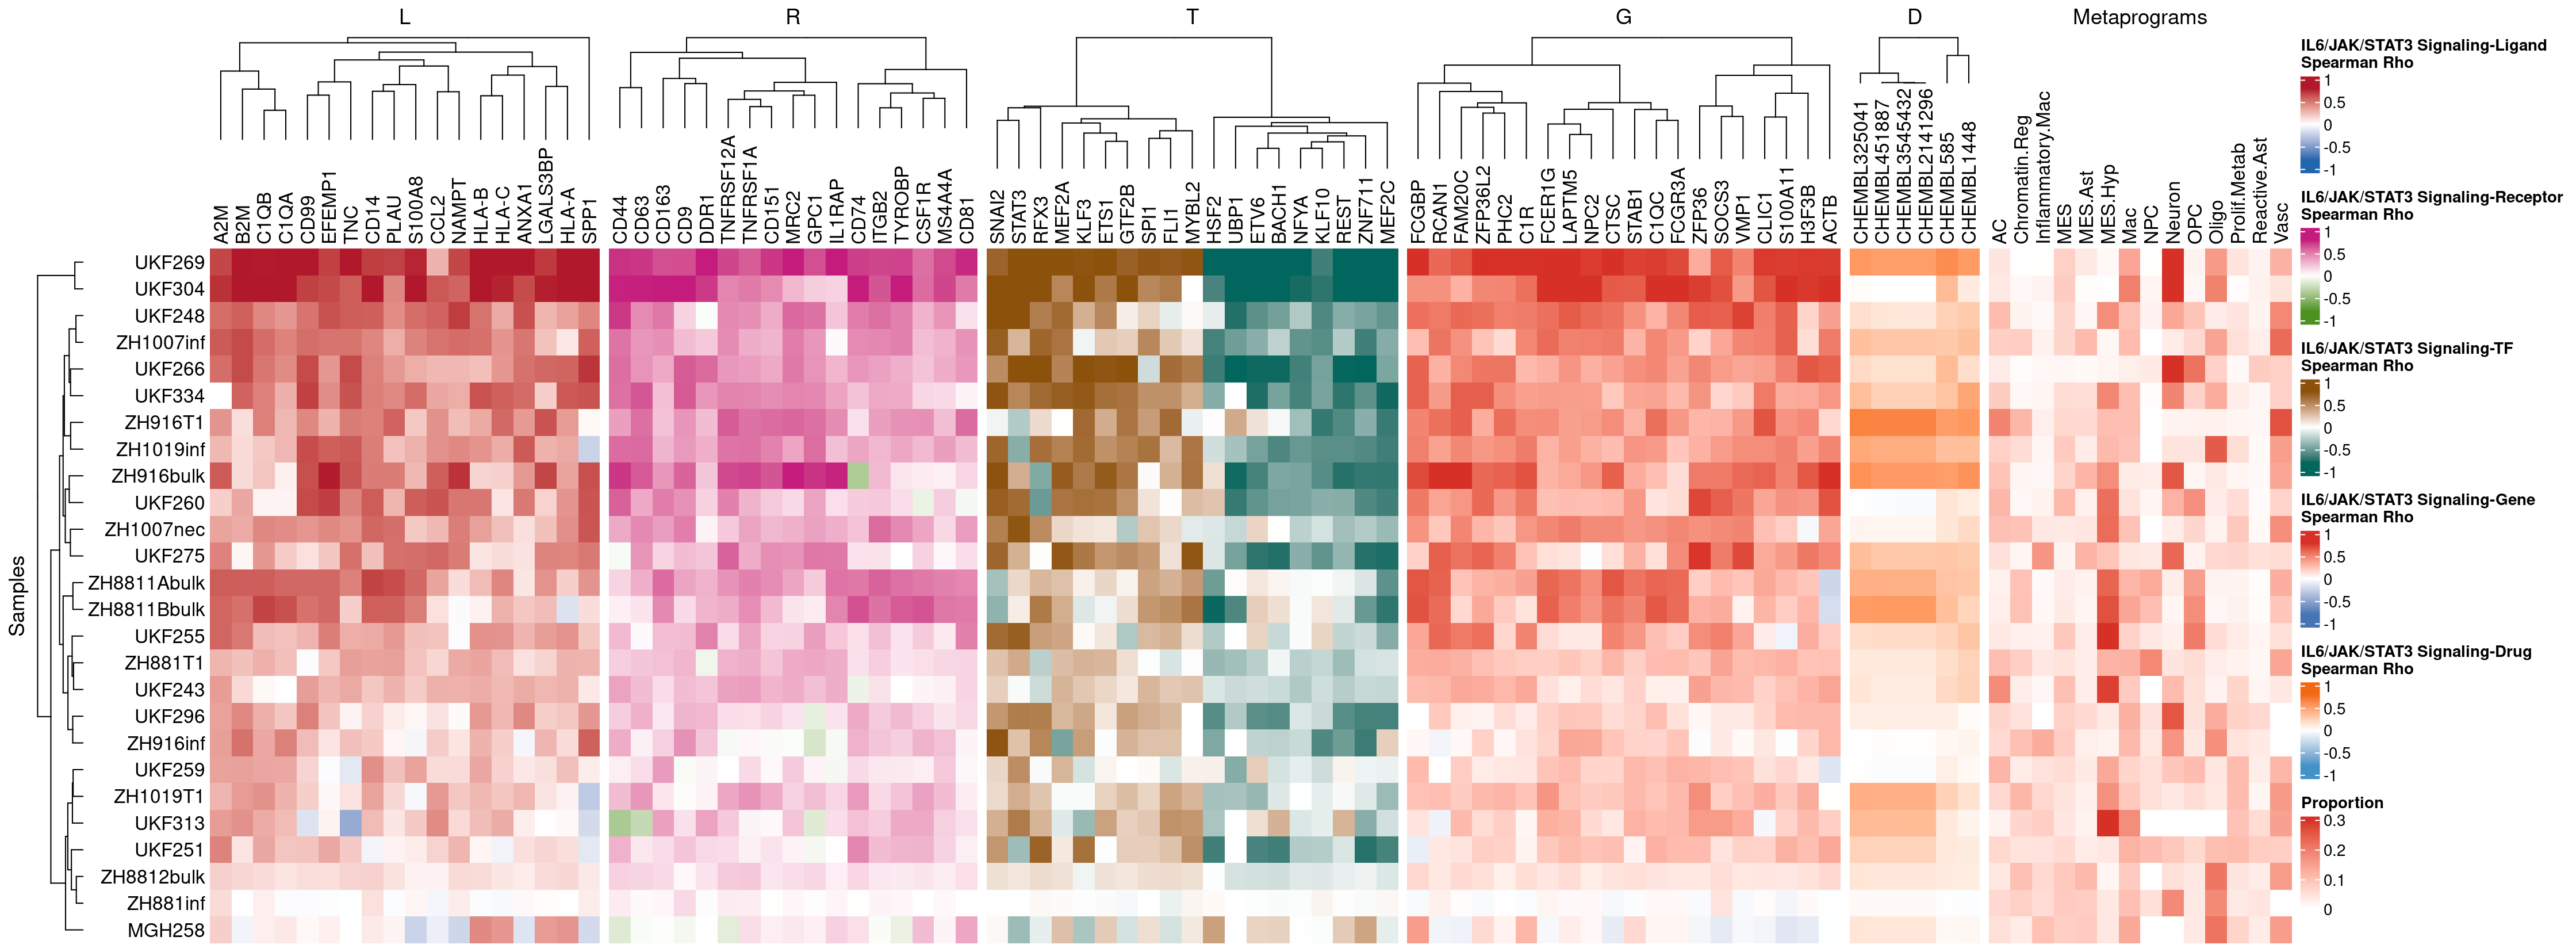 L R T G D Metaprograms
A2M B2M C1QB C1QA CD99 EFEMP1 TNC CD14 PLAU S100A8 CCL2 NAMPT HLA-B HLA-C ANXA1 LGALS3BP HLA-A SPP1
CD44 CD63 CD163 CD9 DDR1 TNFRSF12A TNFRSF1A CD151 MRC2 GPC1 IL1RAP CD74 ITGB2 TYROBP CSF1R MS4A4A CD81
SNAI2 STAT3 RFX3 MEF2A KLF3 ETS1 GTF2B SPI1 FLI1 MYBL2 HSF2 UBP1 ETV6 BACH1 NFYA KLF10 REST ZNF711 MEF2C
FCGBP RCAN1 FAM20C ZFP36L2 PHC2 C1R FCER1G LAPTM5 NPC2 CTSC STAB1 C1QC FCGR3A ZFP36 SOCS3 VMP1 CLIC1 S100A11 H3F3B ACTB
CHEMBL325041 CHEMBL451887 CHEMBL3545432 CHEMBL2141296 CHEMBL585 CHEMBL1448
AC Chromatin.Reg Inflammatory.Mac MES MES.Ast MES.Hyp Mac NPC Neuron OPC Oligo Prolif.Metab Reactive.Ast Vasc
Samples
UKF269
UKF304
UKF248
ZH1007inf
UKF266
UKF334
ZH916T1
ZH1019inf
ZH916bulk
UKF260
ZH1007nec
UKF275
ZH8811Abulk
ZH8811Bbulk
UKF255
ZH881T1
UKF243
UKF296
ZH916inf
UKF259
ZH1019T1
UKF313
UKF251
ZH8812bulk
ZH881inf
MGH258
IL6/JAK/STAT3 Signaling-Ligand
Spearman Rho
1
0.5
0
-0.5
-1
IL6/JAK/STAT3 Signaling-Receptor
Spearman Rho
1
0.5
0
-0.5
-1
IL6/JAK/STAT3 Signaling-TF
Spearman Rho
1
0.5
0
-0.5
-1
IL6/JAK/STAT3 Signaling-Gene
Spearman Rho
1
0.5
0
-0.5
-1
IL6/JAK/STAT3 Signaling-Drug
Spearman Rho
1
0.5
0
-0.5
-1
Proportion
0.3
0.2
0.1
0